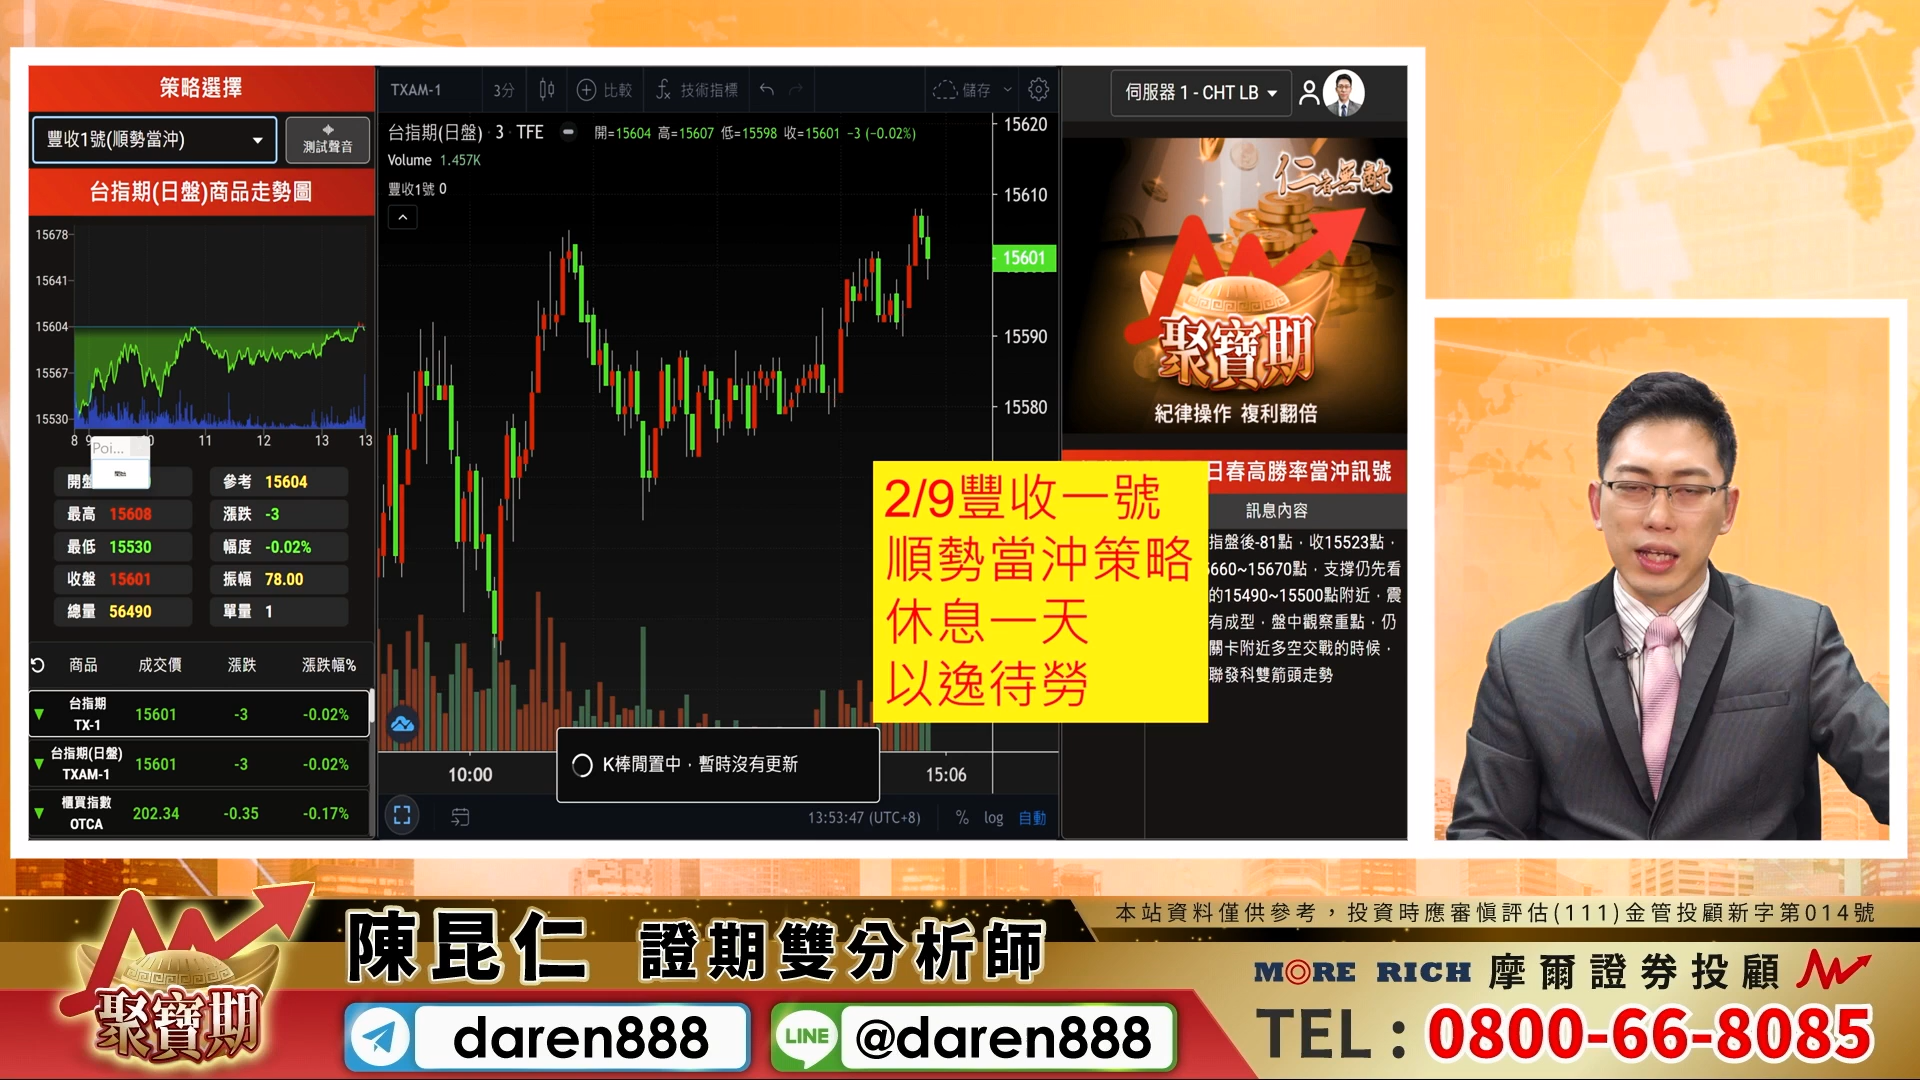 策略選擇
豐收1號(順勢當沖)
測試聲音
台指期(日盤)商品走勢圖
15678
15641
15604
15567
15530
8 9 10 11 12 13 13
Poi...
開盤
參考 15604
最高 15608
漲跌 -3
最低 15530
幅度 -0.02%
收盤 15601
振幅 78.00
總量 56490
單量 1
商品 成交價 漲跌 漲跌幅%
台指期
TX-1
15601 -3 -0.02%
台指期(日盤)
TXAM-1
15601 -3 -0.02%
櫃買指數
OTCA
202.34 -0.35 -0.17%
TXAM-1 3分 比較 技術指標 儲存
台指期(日盤) 3 TFE 開=15604 高=15607 低=15598 收=15601 −3 (−0.02%)
Volume 1.457K
豐收1號 0
15620
15610
15601
15590
15580
10:00
15:06
K棒閒置中，暫時沒有更新
13:53:47 (UTC+8) % log 自動
伺服器 1 - CHT LB
仁者無敵
聚寶期
紀律操作 複利翻倍
日春高勝率當沖訊號
訊息內容
指盤後-81點，收15523點，
5660~15670點，支撐仍先看
的15490~15500點附近，震
有成型，盤中觀察重點，仍
關卡附近多空交戰的時候，
聯發科雙箭頭走勢
2/9豐收一號
順勢當沖策略
休息一天
以逸待勞
本站資料僅供參考，投資時應審慎評估(111)金管投顧新字第014號
聚寶期
陳昆仁 證期雙分析師
daren888
LINE
@daren888
MORE RICH 摩爾證券投顧
TEL：0800-66-8085